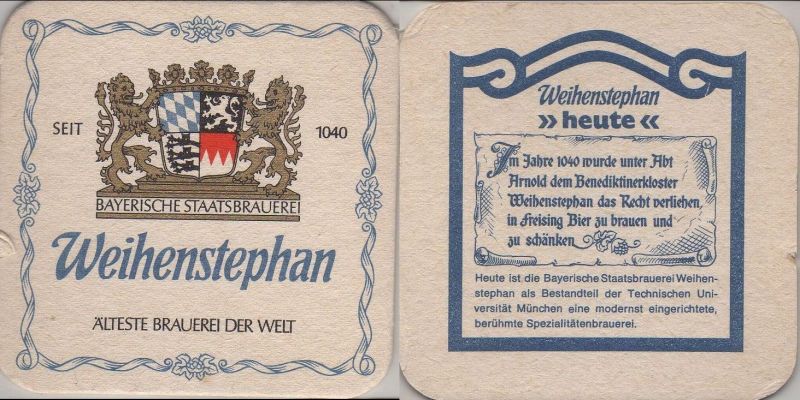 SEIT
1040
BAYERISCHE STAATSBRAUEREI
Weihenstephan
ÄLTESTE BRAUEREI DER WELT
Weihenstephan
» heute «
Im Jahre 1040 wurde unter Abt
Arnold dem Benediktinerkloster
Weihenstephan das Recht verliehen,
in Freising Bier zu brauen und
zu schänken
Heute ist die Bayerische Staatsbrauerei Weihen-
stephan als Bestandteil der Technischen Uni-
versität München eine modernst eingerichtete,
berühmte Spezialitätenbrauerei.